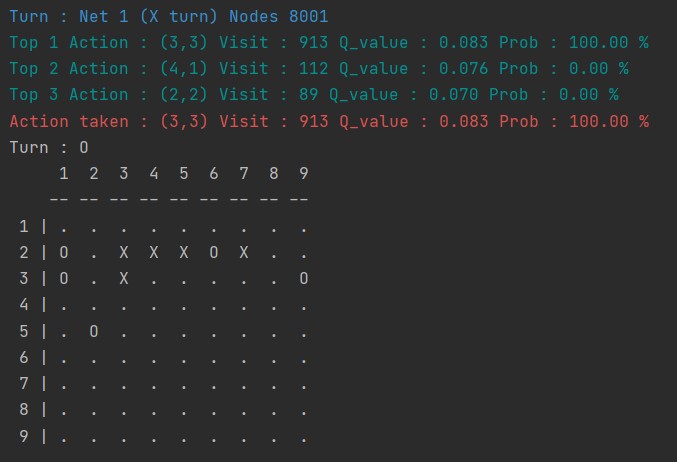 Turn : Net 1 (X turn) Nodes 8001
Top 1 Action : (3,3) Visit : 913 Q_value : 0.083 Prob : 100.00 %
Top 2 Action : (4,1) Visit : 112 Q_value : 0.076 Prob : 0.00 %
Top 3 Action : (2,2) Visit : 89 Q_value : 0.070 Prob : 0.00 %
Action taken : (3,3) Visit : 913 Q_value : 0.083 Prob : 100.00 %
Turn : O
1 2 3 4 5 6 7 8 9
-- -- -- -- -- -- -- -- --
1 | . . . . . . . . .
2 | O . X X X O X . .
3 | O . X . . . . . O
4 | . . . . . . . . .
5 | . O . . . . . . .
6 | . . . . . . . . .
7 | . . . . . . . . .
8 | . . . . . . . . .
9 | . . . . . . . . .